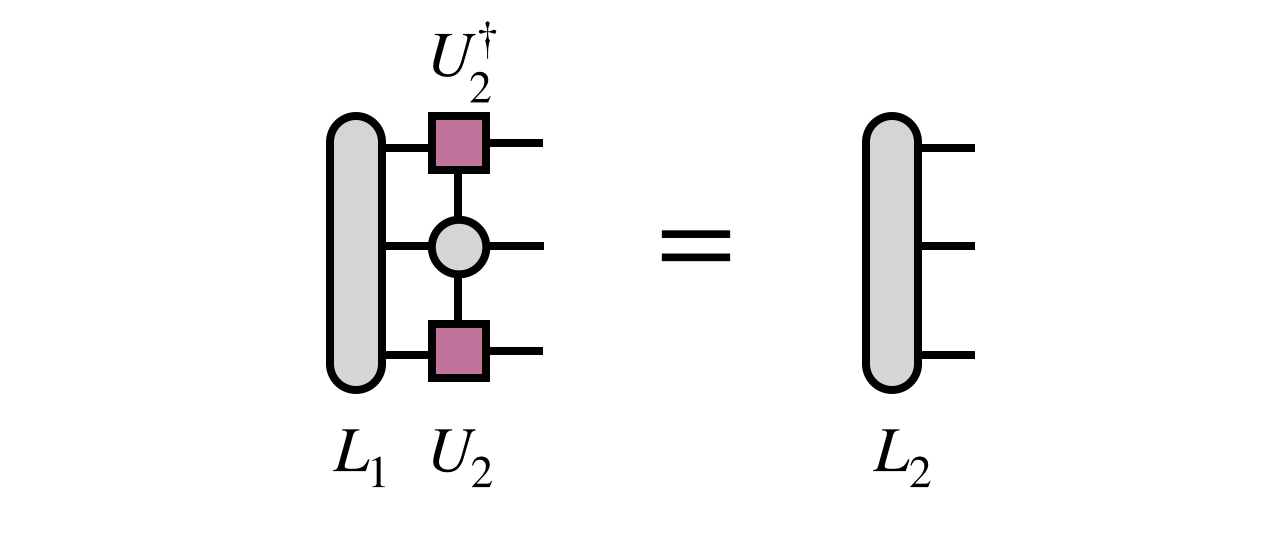 U₂†
=
L₁ U₂ L₂